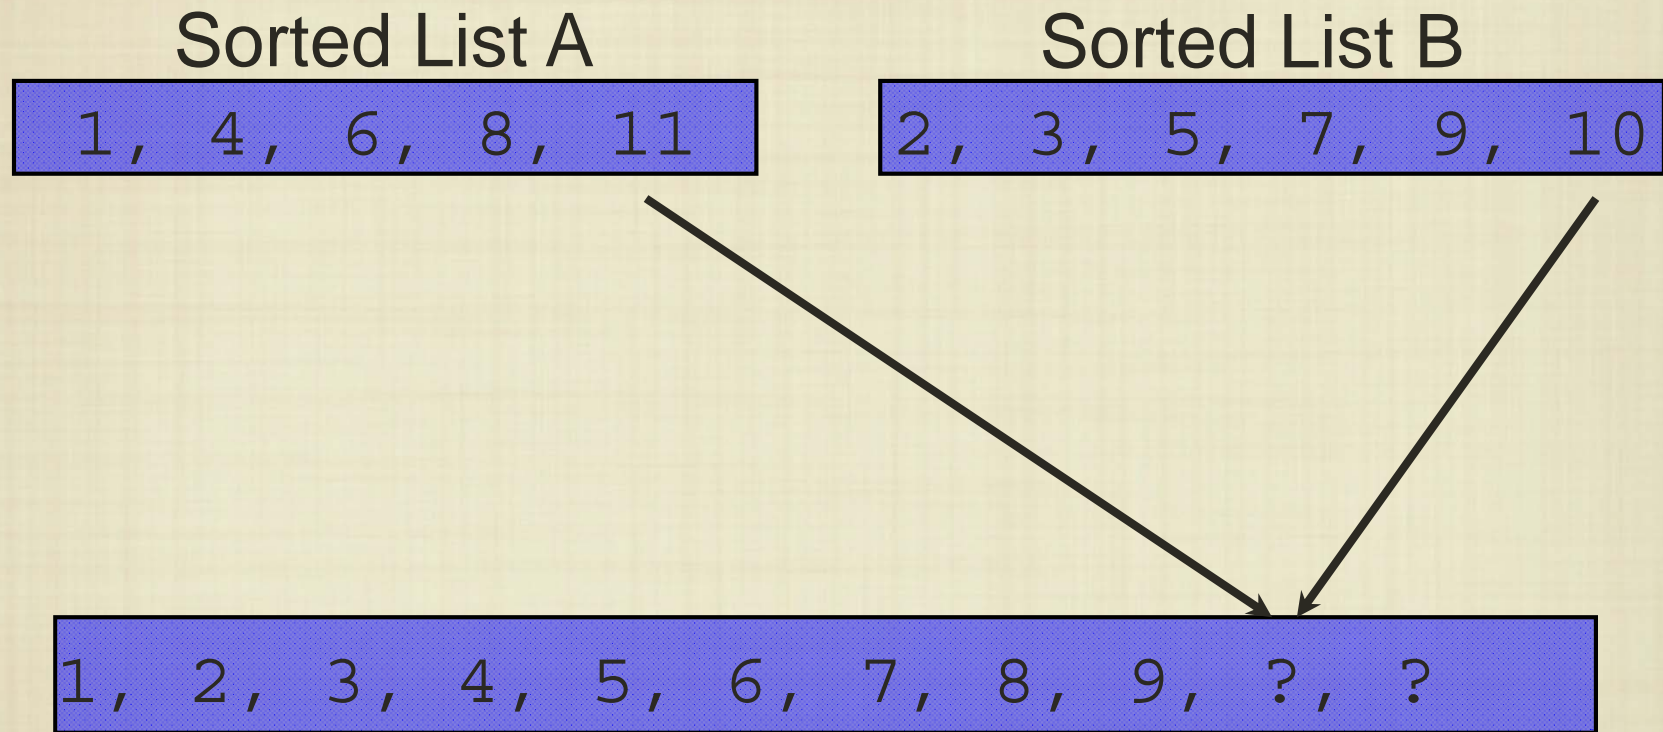 Sorted List A
Sorted List B
1, 4, 6, 8, 11
2, 3, 5, 7, 9, 10
1, 2, 3, 4, 5, 6, 7, 8, 9, ?, ?